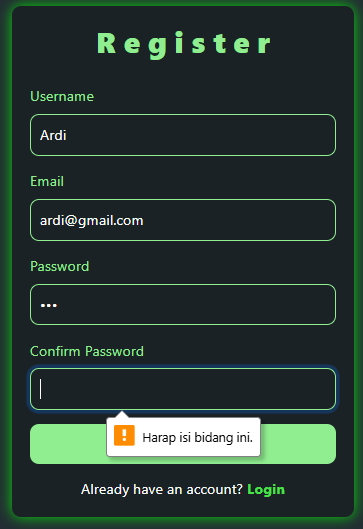 Register
Username
Ardi
Email
ardi@gmail.com
Password
•••
Confirm Password
Harap isi bidang ini.
Already have an account? Login